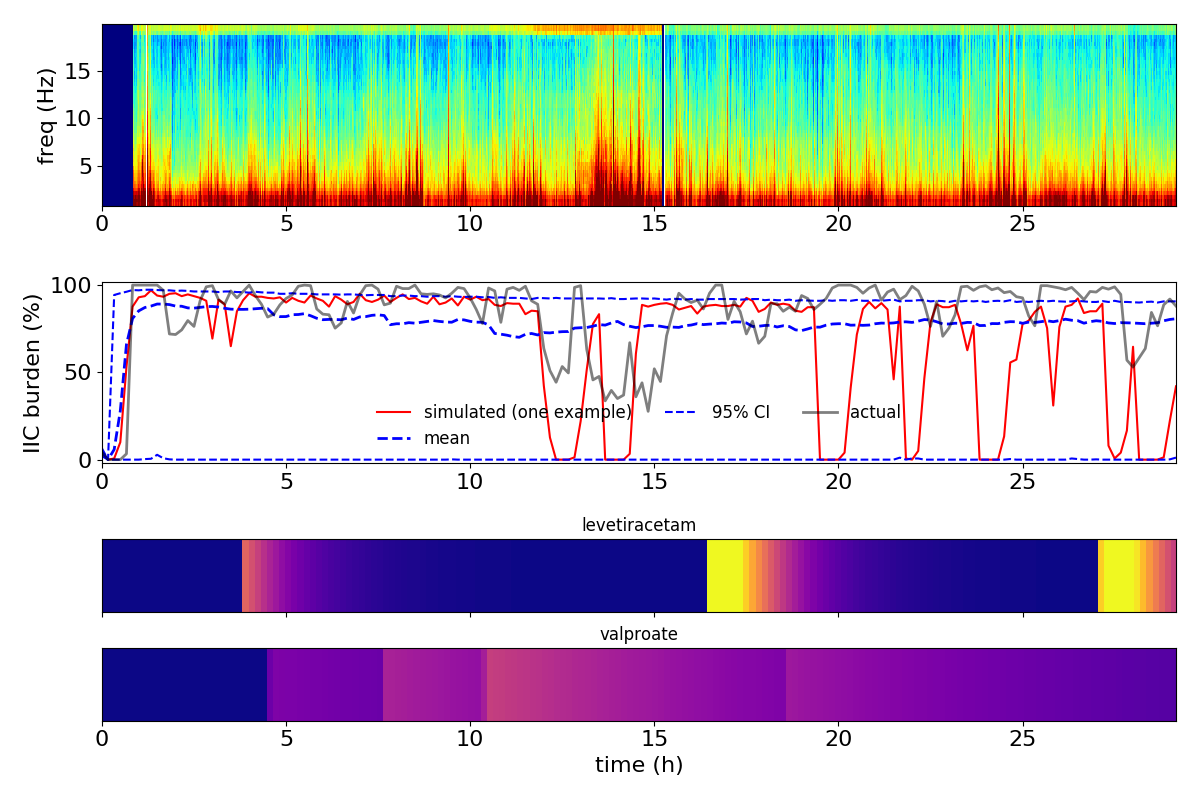 freq (Hz)
15
10
5
0 5 10 15 20 25
IIC burden (%)
100
50
0
simulated (one example) 95% CI actual
mean
0 5 10 15 20 25
levetiracetam
valproate
0 5 10 15 20 25
time (h)